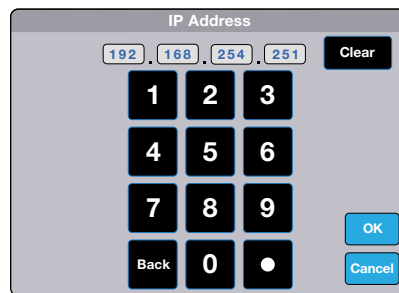 IP Address
192 . 168 . 254 . 251 Clear
1 2 3
4 5 6
7 8 9
OK
Back 0 ●
Cancel